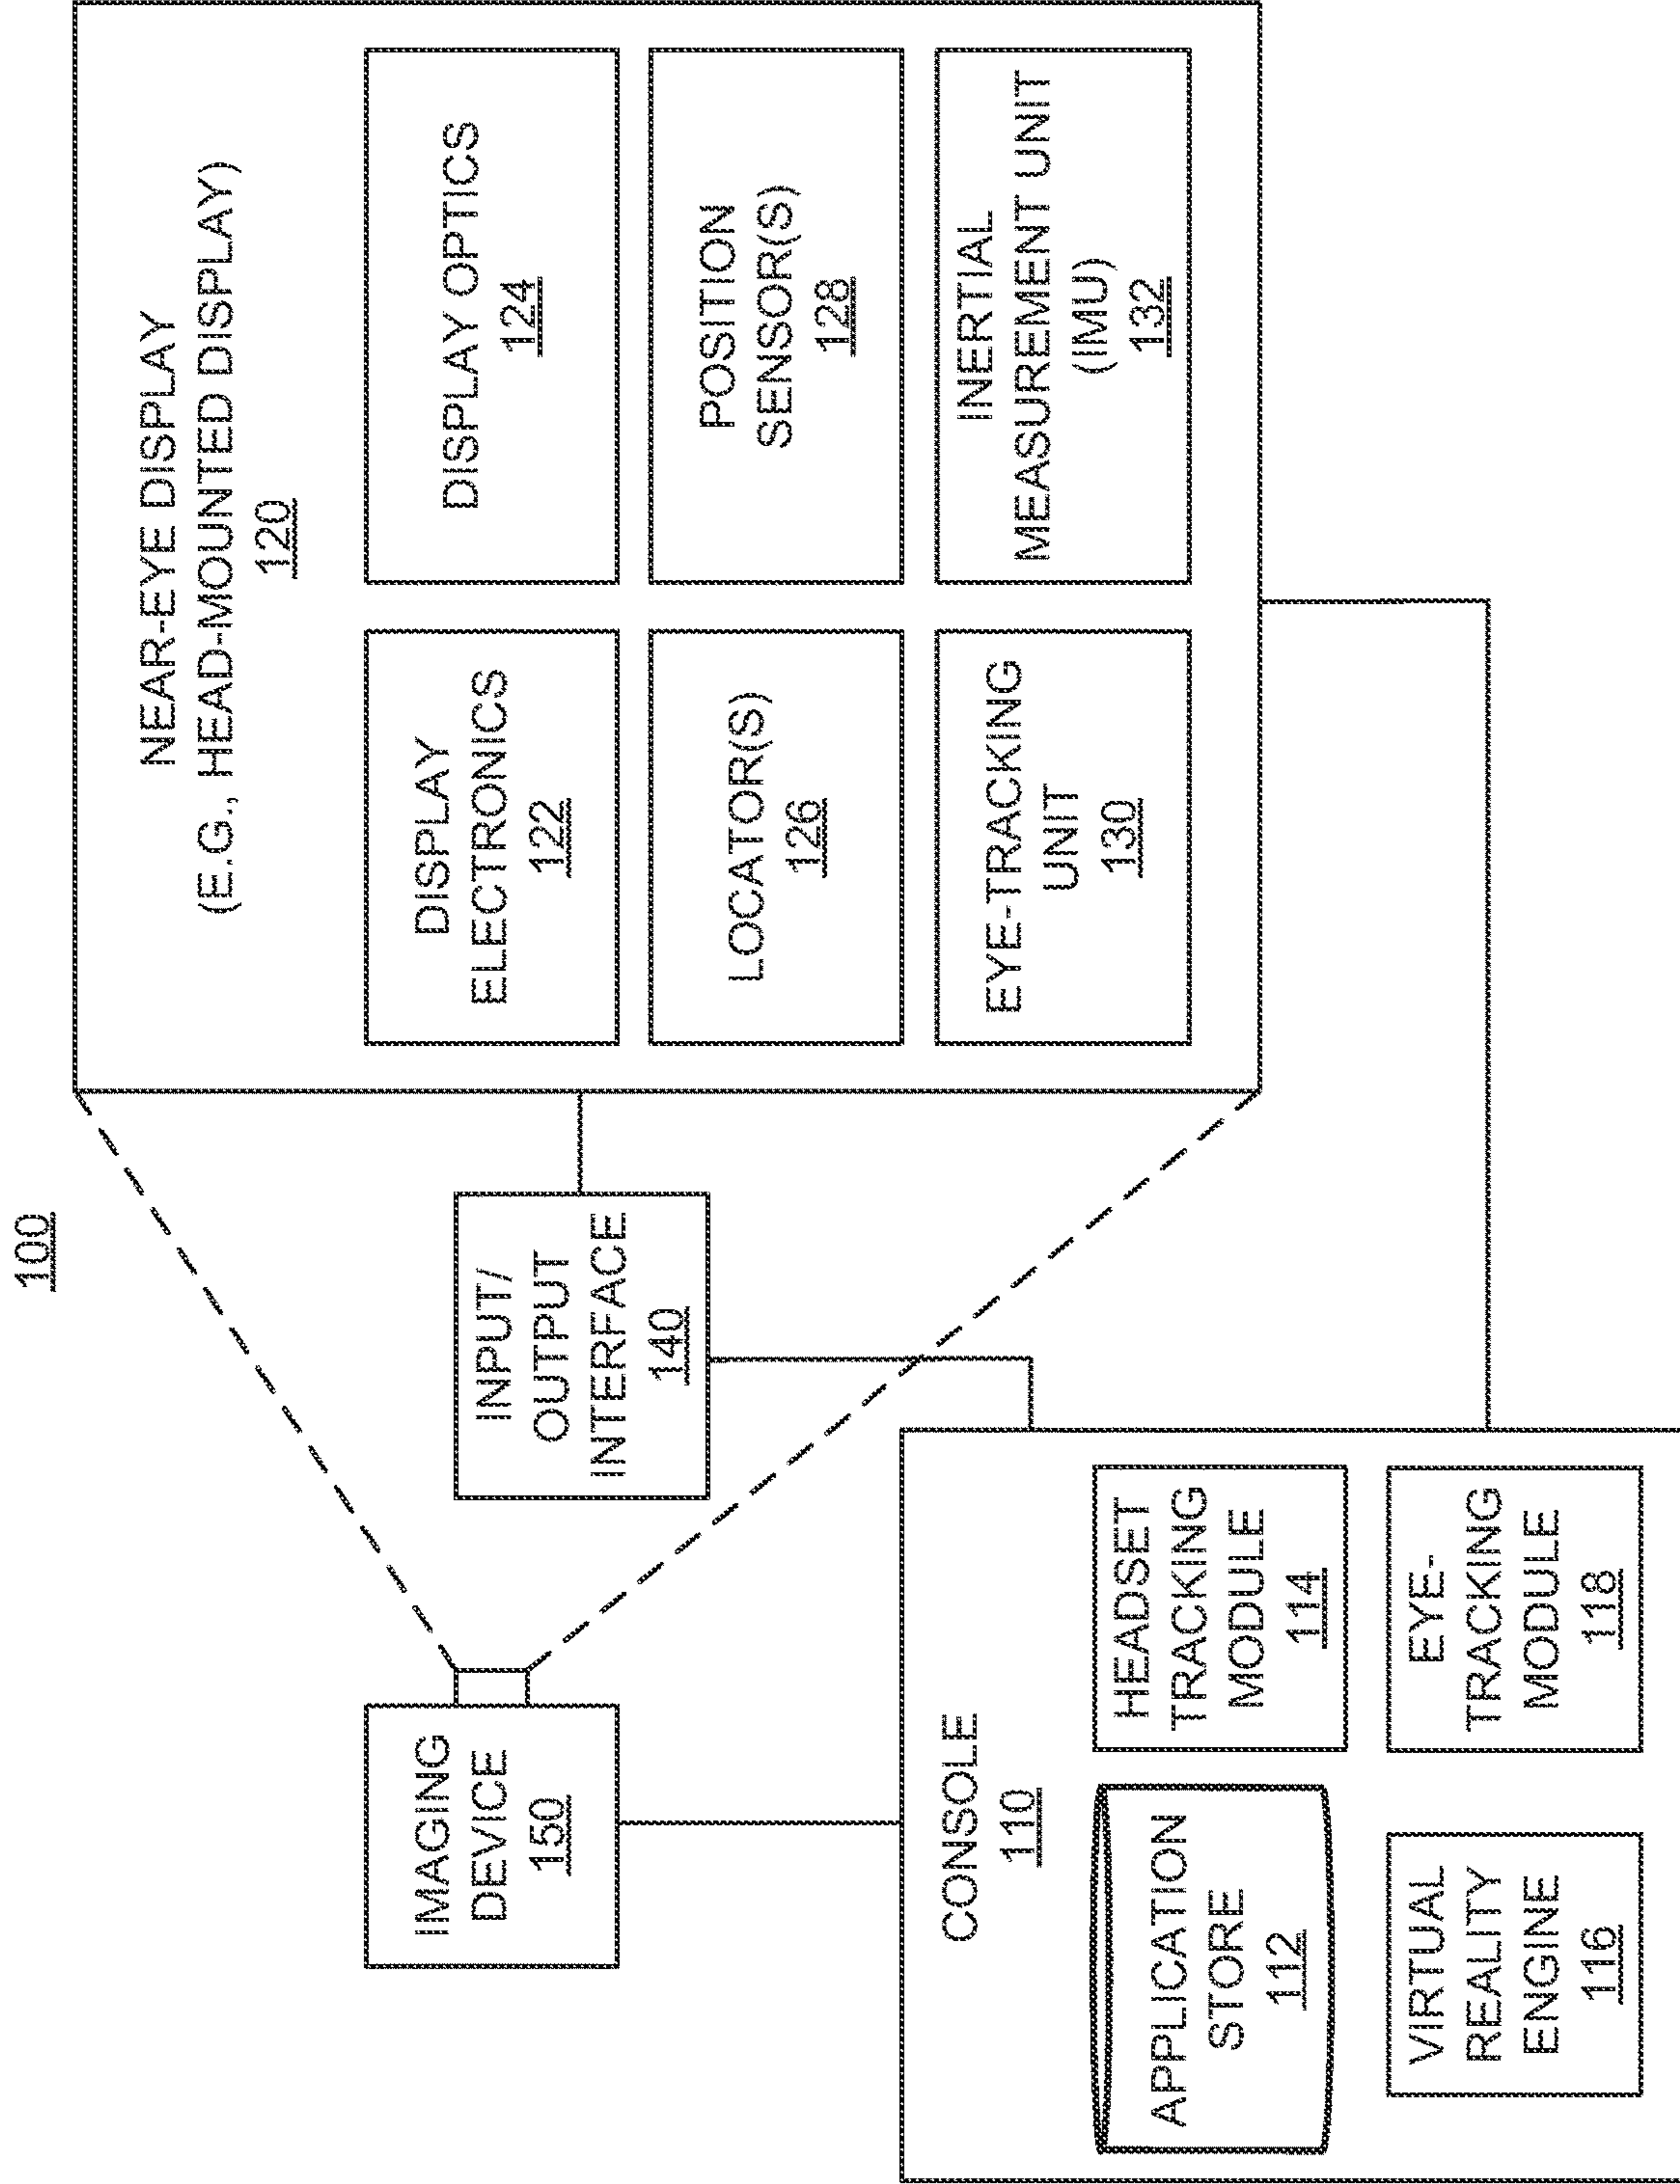 100
NEAR-EYE DISPLAY
(E.G., HEAD-MOUNTED DISPLAY)
120
DISPLAY
ELECTRONICS
122
DISPLAY OPTICS
124
LOCATOR(S)
126
POSITION
SENSOR(S)
128
EYE-TRACKING
UNIT
130
INERTIAL
MEASUREMENT UNIT
(IMU)
132
INPUT/
OUTPUT
INTERFACE
140
IMAGING
DEVICE
150
CONSOLE
110
APPLICATION
STORE
112
HEADSET
TRACKING
MODULE
114
VIRTUAL
REALITY
ENGINE
116
EYE-
TRACKING
MODULE
118